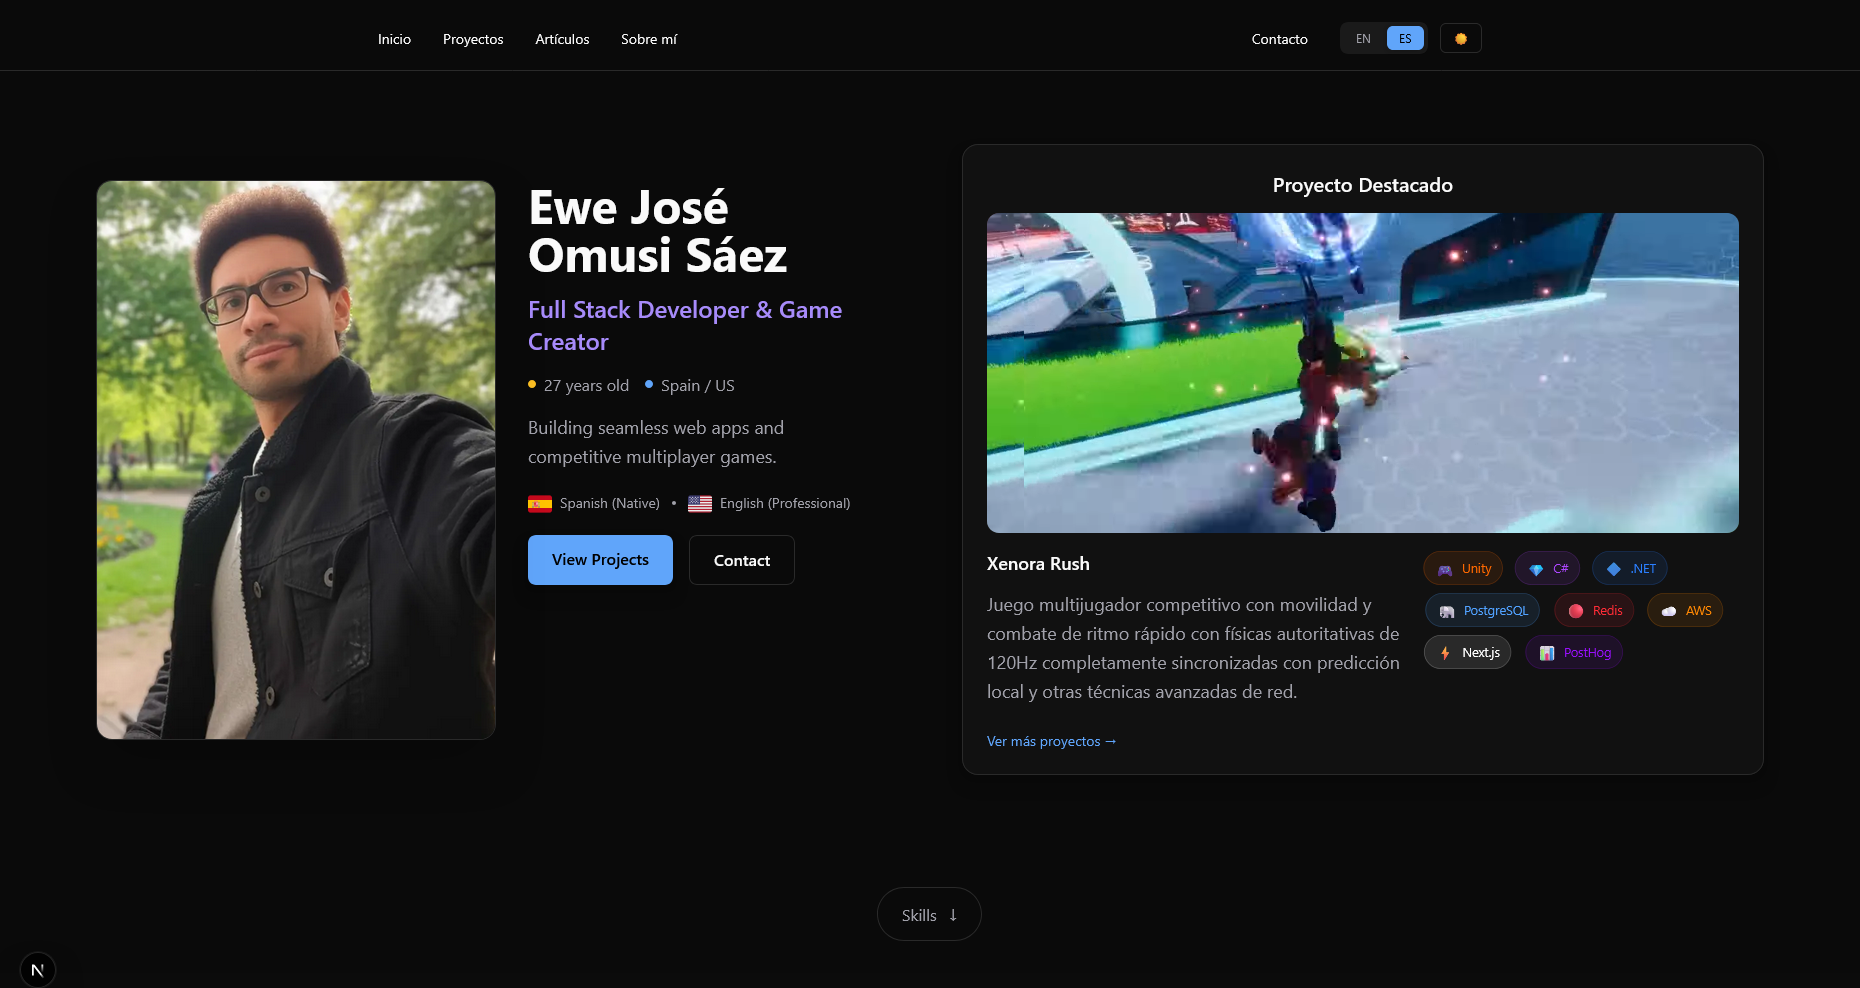 Inicio
Proyectos
Artículos
Sobre mí
Contacto
EN
ES
Ewe José
Omusi Sáez
Full Stack Developer & Game
Creator
27 years old
Spain / US
Building seamless web apps and
competitive multiplayer games.
Spanish (Native) • English (Professional)
View Projects
Contact
Proyecto Destacado
Xenora Rush
Juego multijugador competitivo con movilidad y
combate de ritmo rápido con físicas autoritativas de
120Hz completamente sincronizadas con predicción
local y otras técnicas avanzadas de red.
Ver más proyectos →
Unity
C#
.NET
PostgreSQL
Redis
AWS
Next.js
PostHog
Skills ↓
N